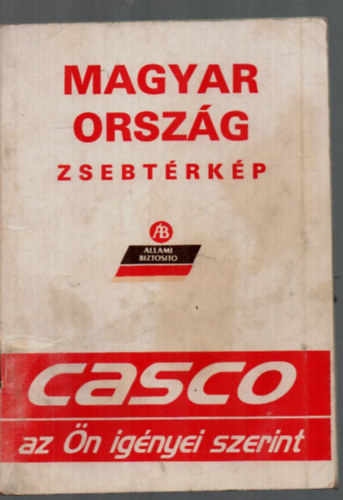 MAGYAR
ORSZÁG
ZSEBTÉRKÉP
ÁB
ÁLLAMI
BIZTOSÍTÓ
casco
az Ön igényei szerint